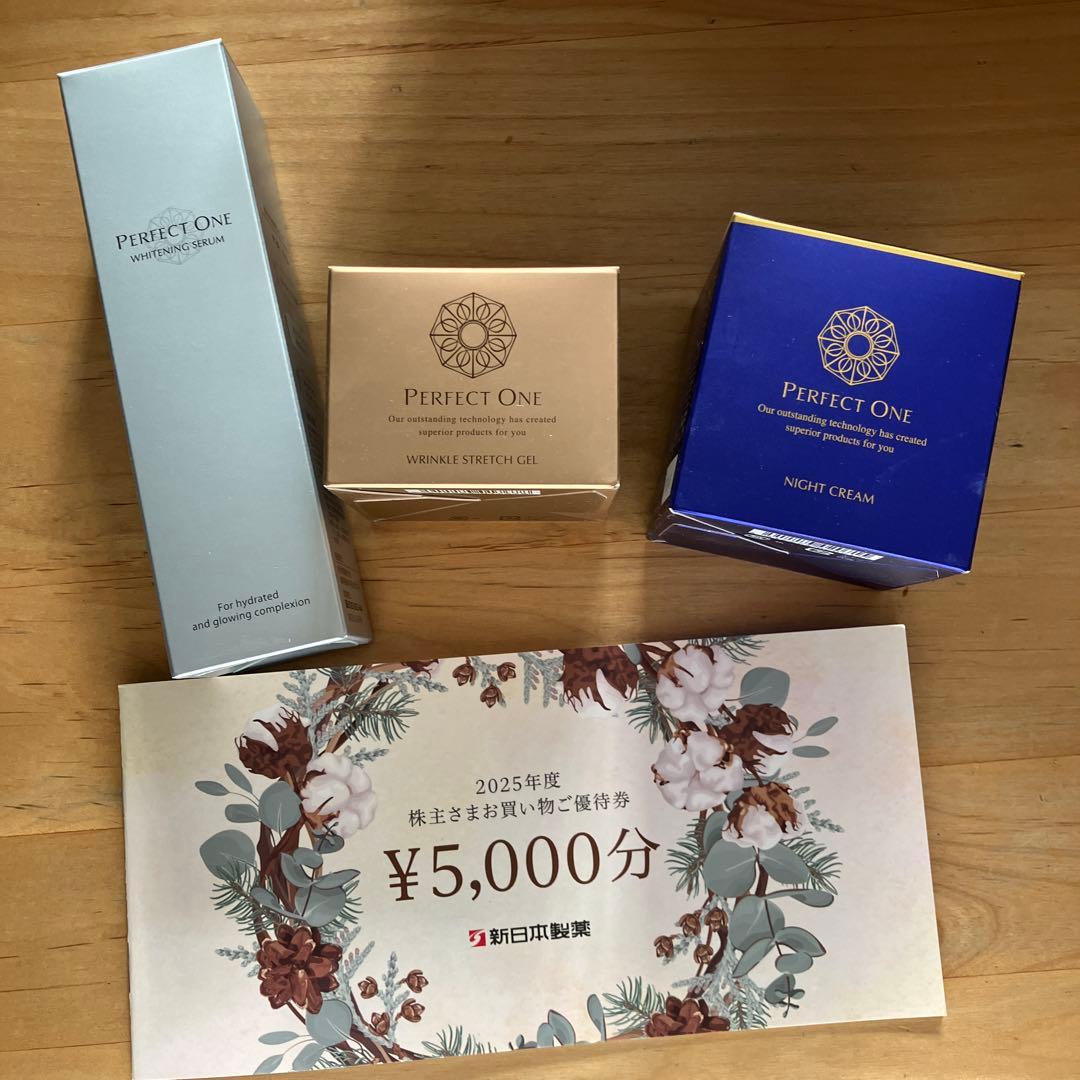 PERFECT ONE
WHITENING SERUM
For hydrated
and glowing complexion
PERFECT ONE
Our outstanding technology has created
superior products for you
WRINKLE STRETCH GEL
PERFECT ONE
Our outstanding technology has created
superior products for you
NIGHT CREAM
2025年度
株主さまお買い物ご優待券
¥5,000分
新日本製薬